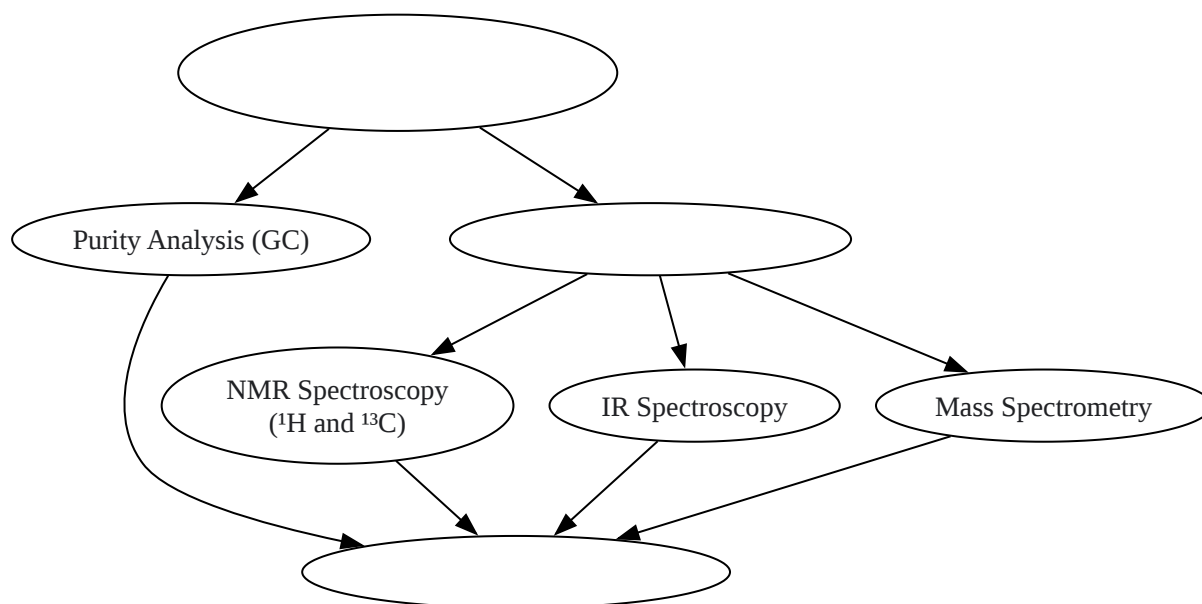 Purity Analysis (GC)
NMR Spectroscopy
(¹H and ¹³C)
IR Spectroscopy
Mass Spectrometry